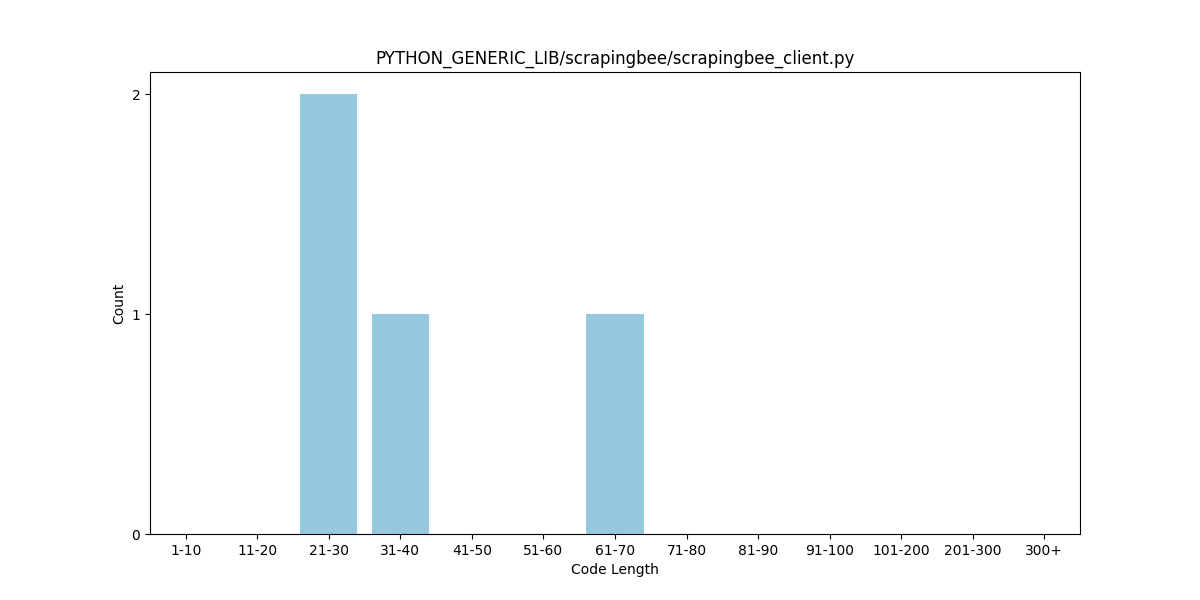 PYTHON_GENERIC_LIB/scrapingbee/scrapingbee_client.py
Count
2
1
0
1-10 11-20 21-30 31-40 41-50 51-60 61-70 71-80 81-90 91-100 101-200 201-300 300+
Code Length